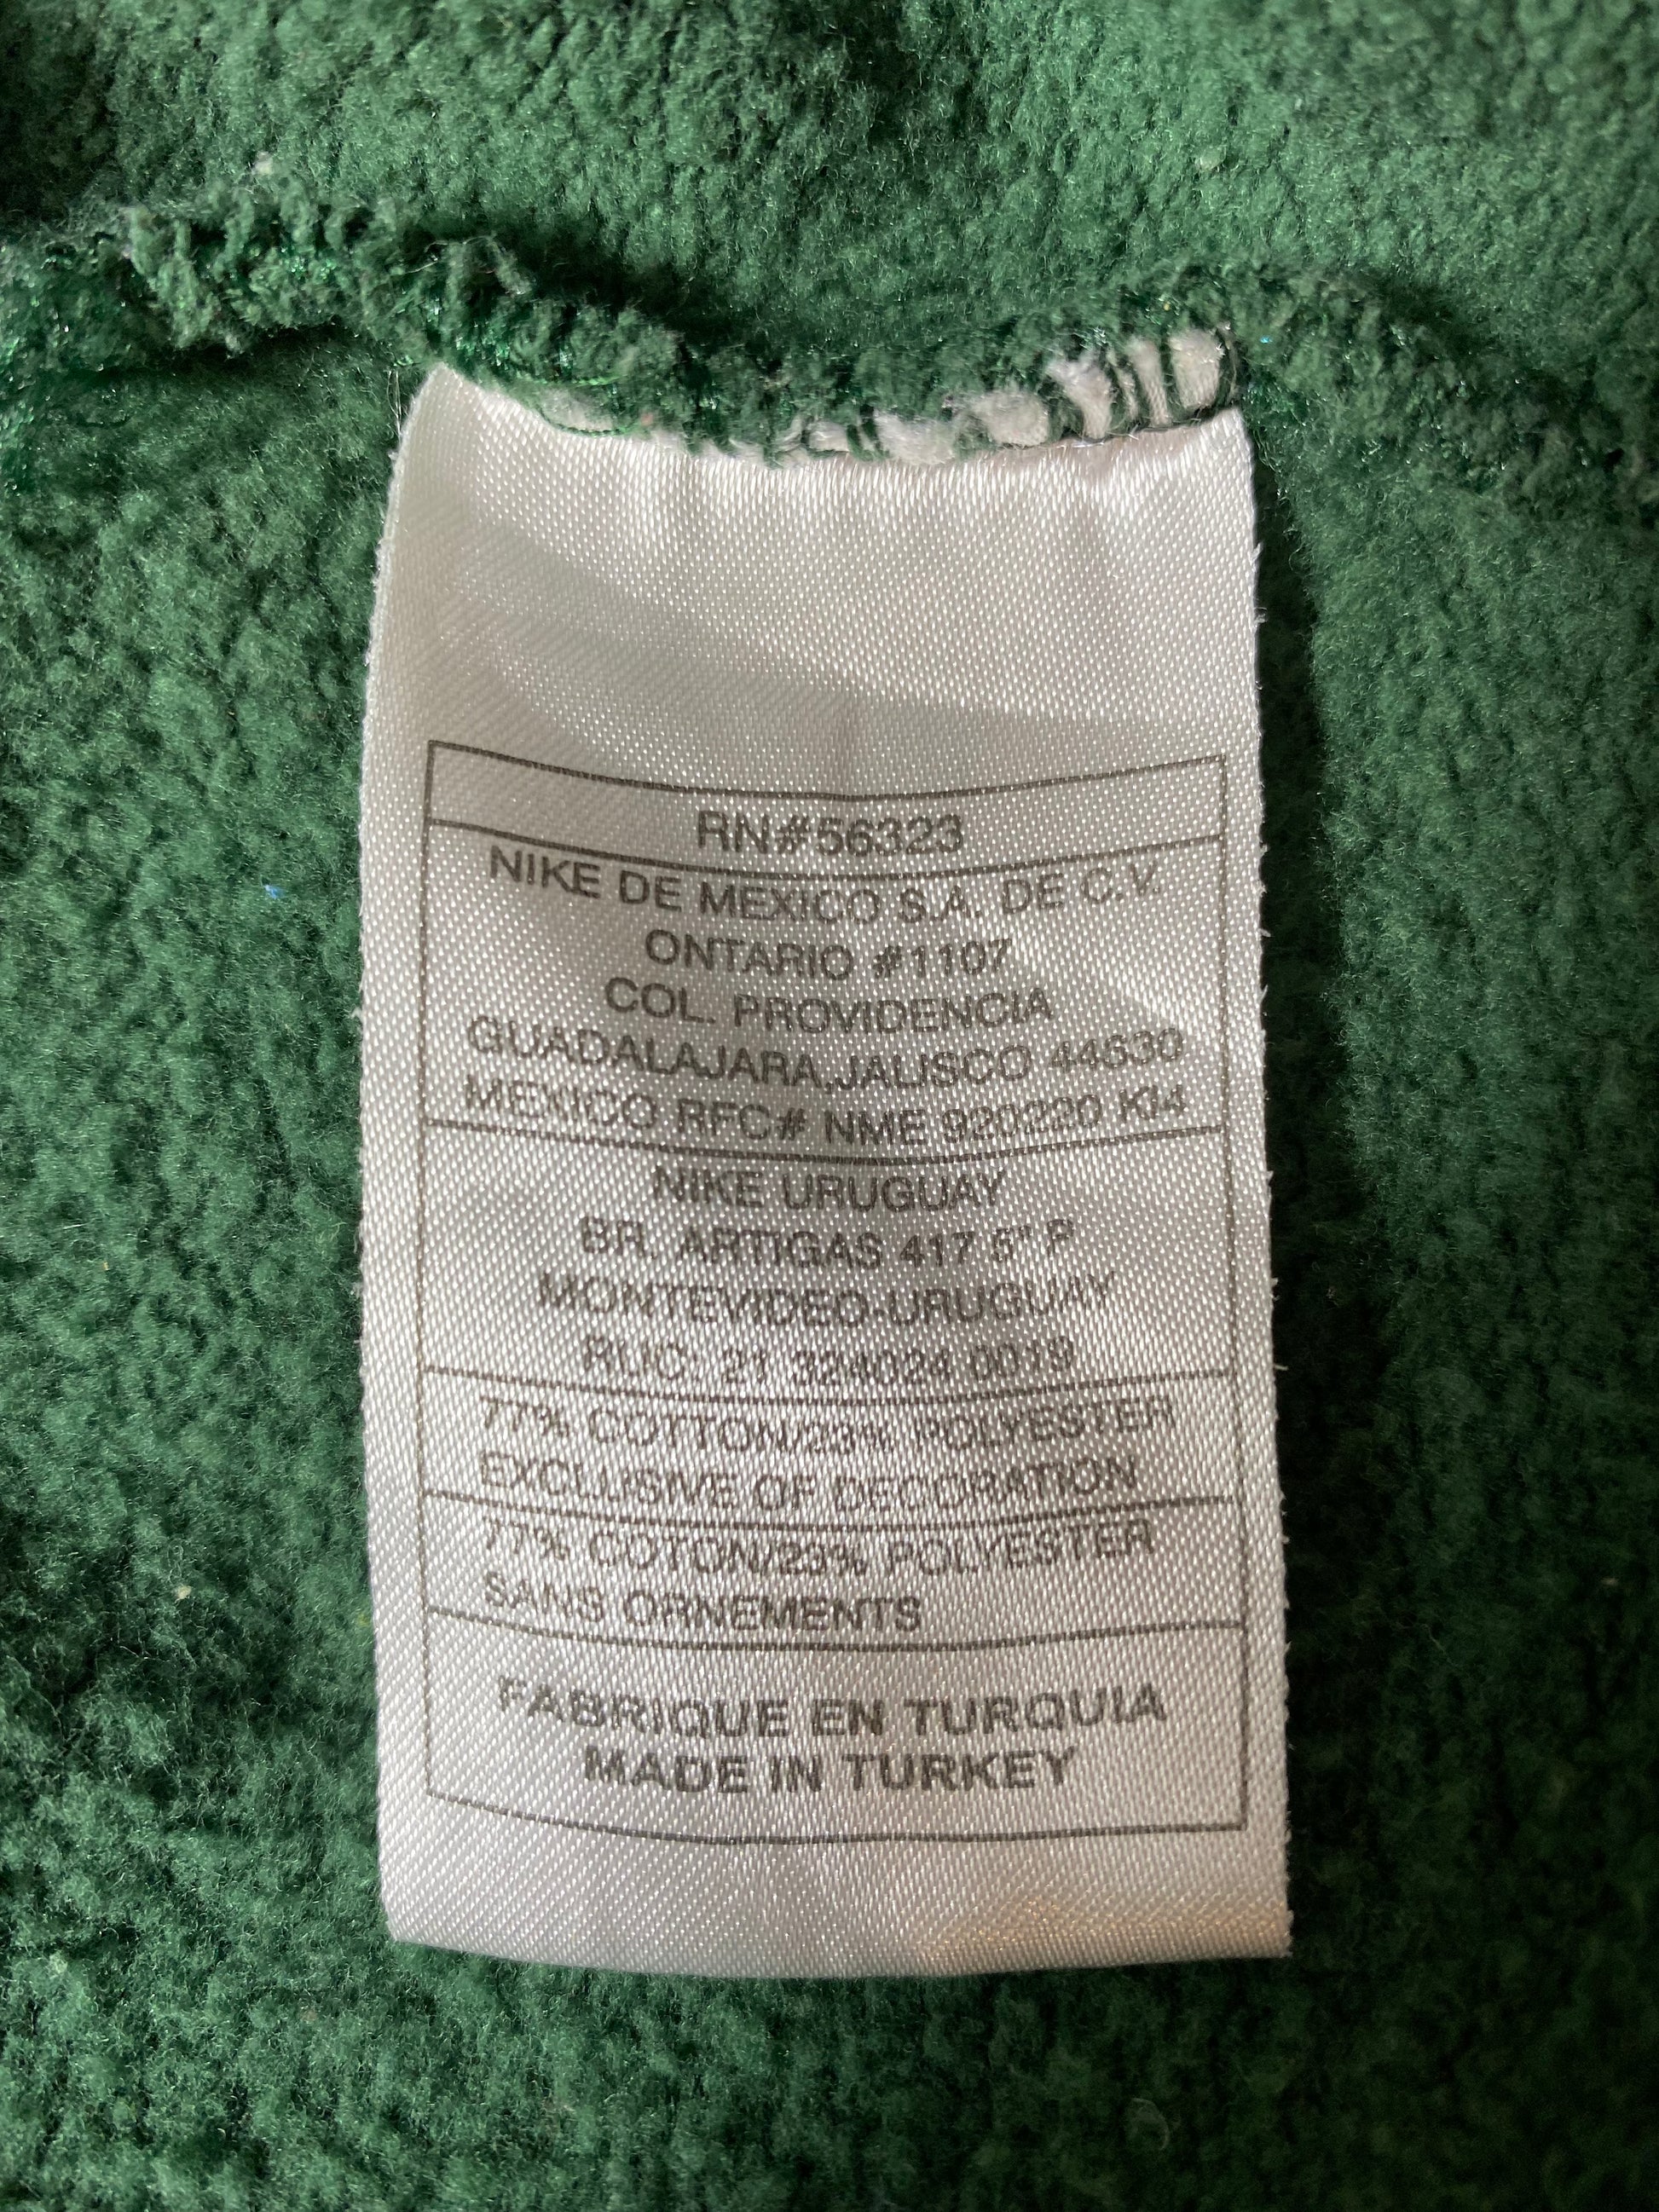 RN#56323
NIKE DE MEXICO S.A. DE C.V.
ONTARIO #1107
COL. PROVIDENCIA
GUADALAJARA,JALISCO 44630
MEXICO RFC# NME 920220 KI4
NIKE URUGUAY
BR. ARTIGAS 417 5° P
MONTEVIDEO-URUGUAY
RUC: 21 324024 0019
77% COTTON/23% POLYESTER
EXCLUSIVE OF DECORATION
77% COTON/23% POLYESTER
SANS ORNEMENTS
FABRIQUE EN TURQUIA
MADE IN TURKEY